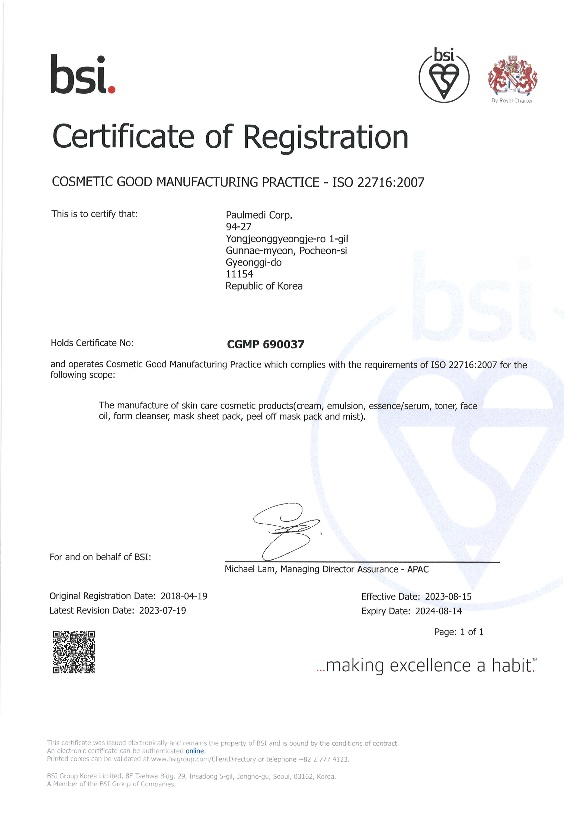 bsi.
bsi
By Royal Charter
Certificate of Registration
COSMETIC GOOD MANUFACTURING PRACTICE - ISO 22716:2007
This is to certify that:
Paulmedi Corp.
94-27
Yongjeonggyeongje-ro 1-gil
Gunnae-myeon, Pocheon-si
Gyeonggi-do
11154
Republic of Korea
bsi
Holds Certificate No:
CGMP 690037
and operates Cosmetic Good Manufacturing Practice which complies with the requirements of ISO 22716:2007 for the
following scope:
The manufacture of skin care cosmetic products(cream, emulsion, essence/serum, toner, face
oil, form cleanser, mask sheet pack, peel off mask pack and mist).
For and on behalf of BSI:
Michael Lam, Managing Director Assurance - APAC
Original Registration Date: 2018-04-19
Effective Date: 2023-08-15
Latest Revision Date: 2023-07-19
Expiry Date: 2024-08-14
Page: 1 of 1
...making excellence a habit.™
This certificate was issued electronically and remains the property of BSI and is bound by the conditions of contract.
An electronic certificate can be authenticated online.
Printed copies can be validated at www.bsigroup.com/ClientDirectory or telephone +82 2 777 4123.
BSI Group Korea Limited, 8F Taehwa Bldg. 29, Insadong 5-gil, Jongno-gu, Seoul, 03162, Korea.
A Member of the BSI Group of Companies.